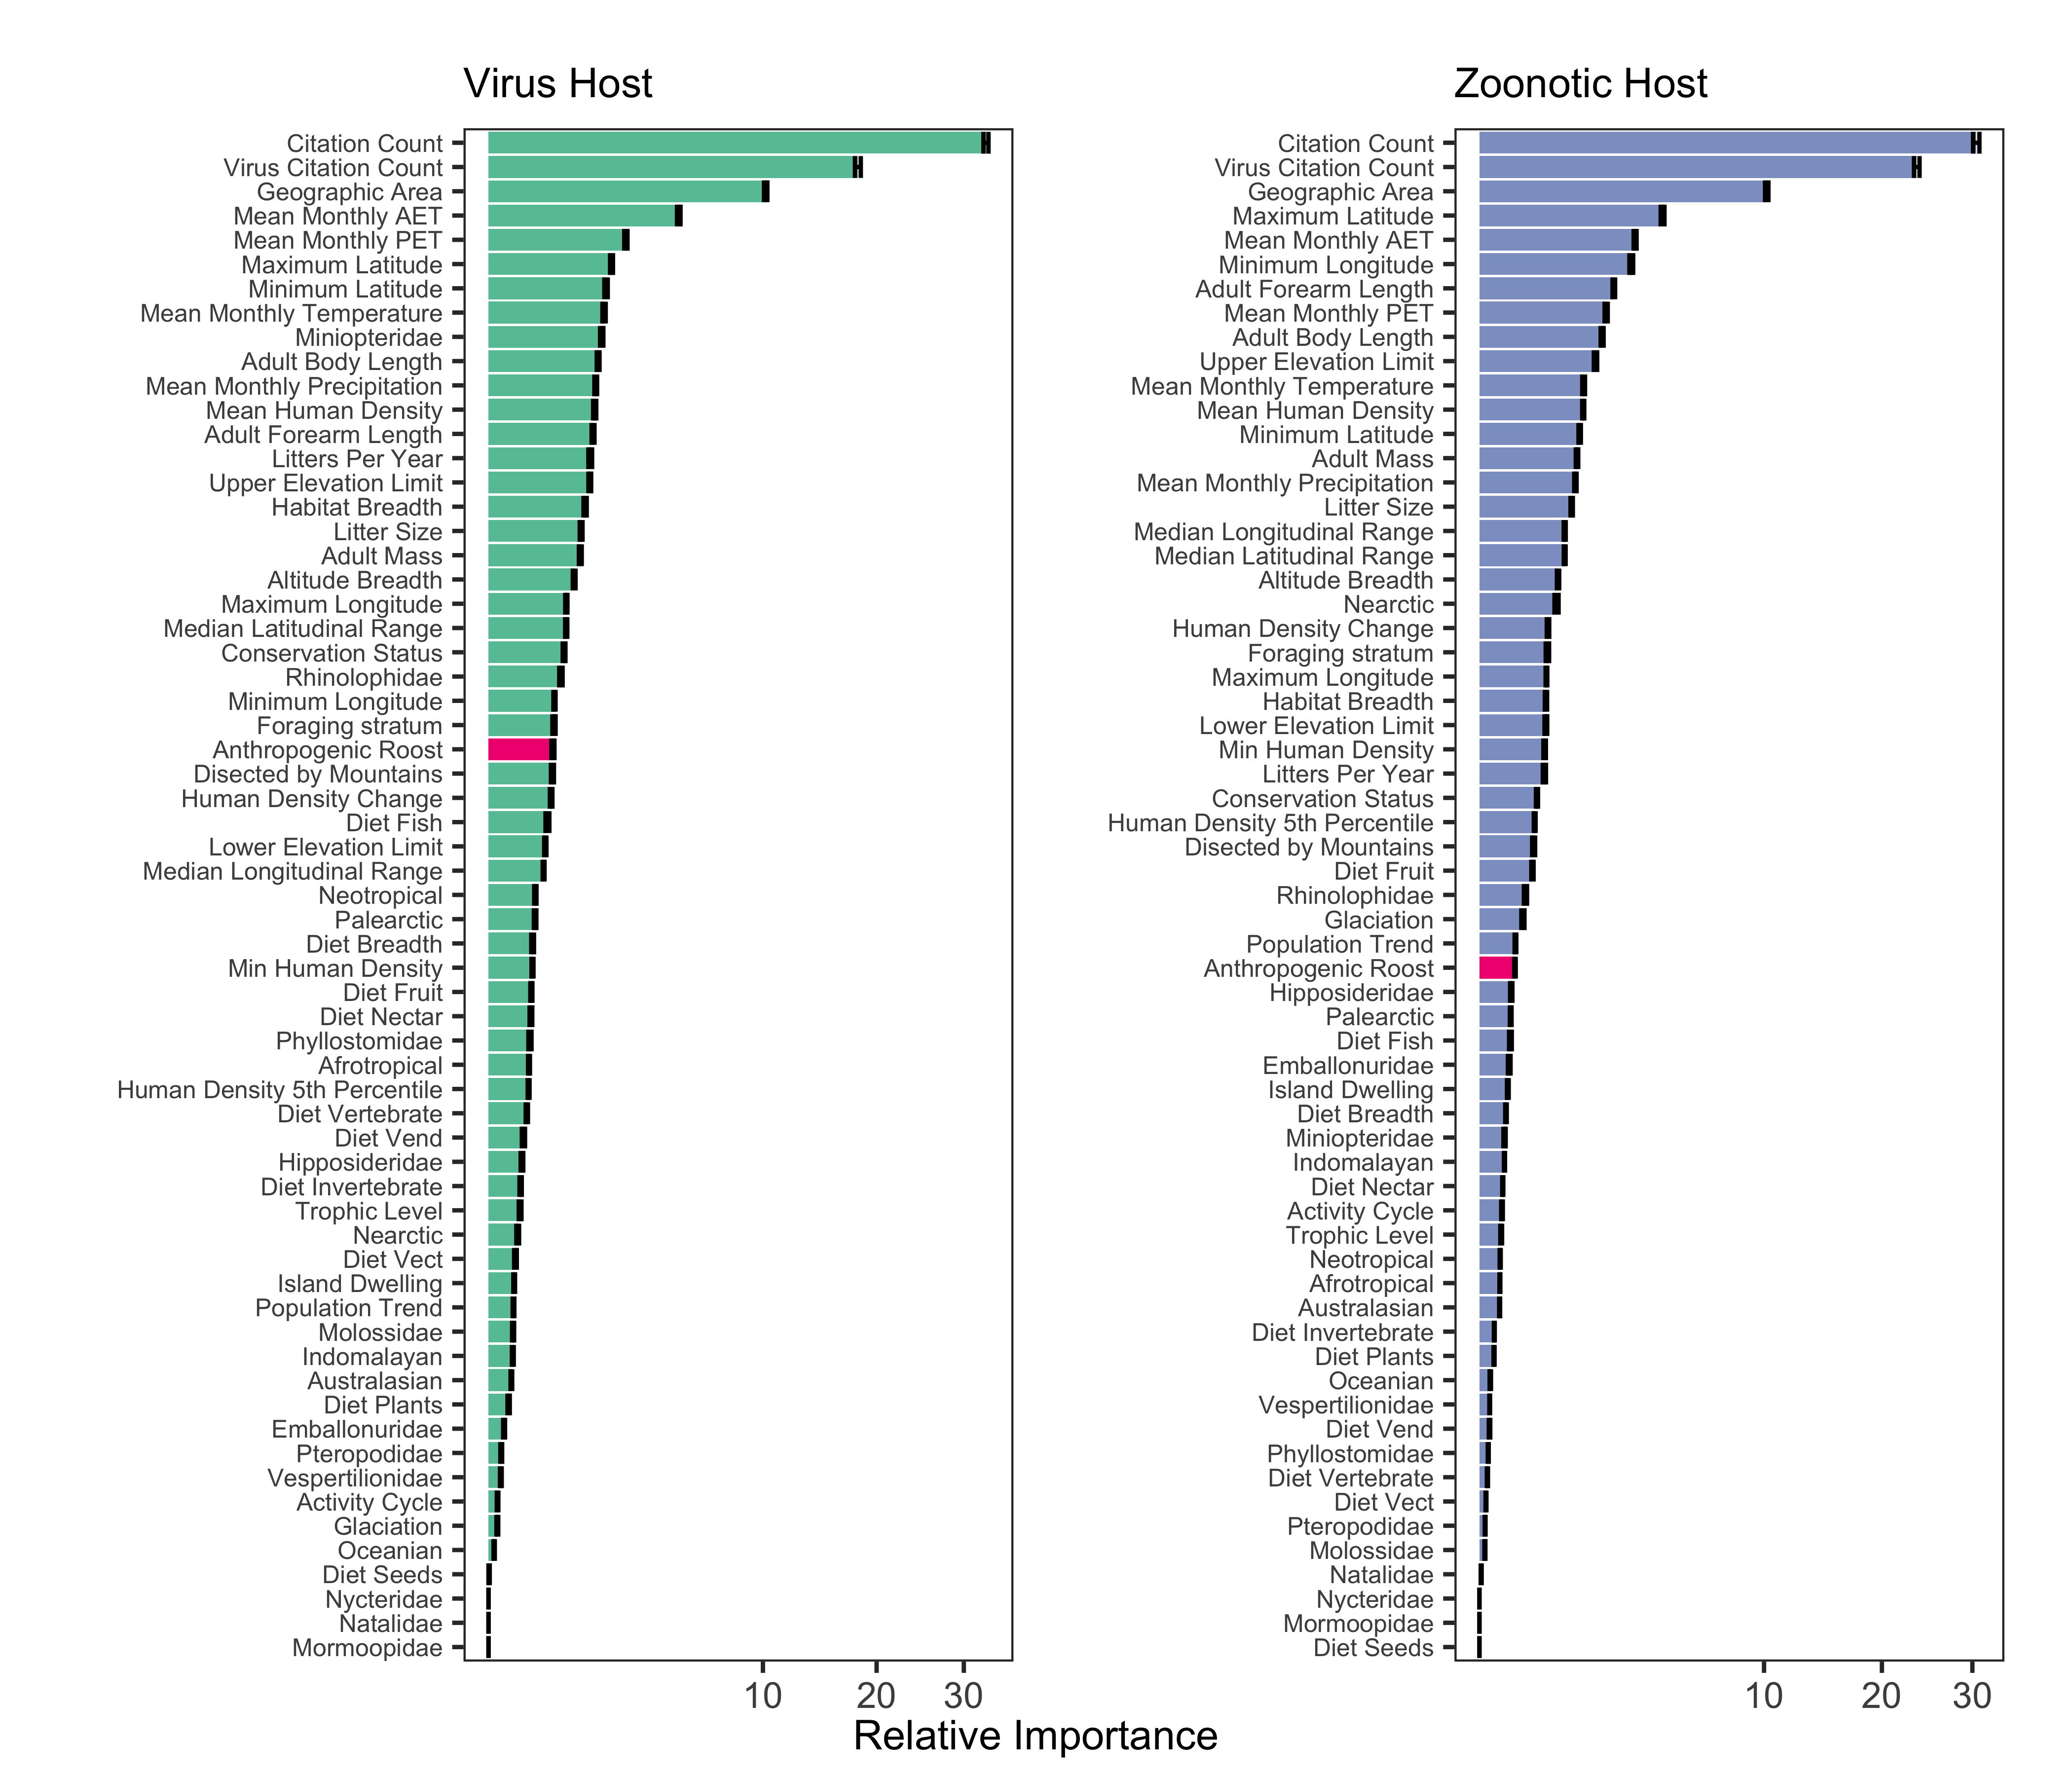 Virus Host
Citation Count
Virus Citation Count
Geographic Area
Mean Monthly AET
Mean Monthly PET
Maximum Latitude
Minimum Latitude
Mean Monthly Temperature
Miniopteridae
Adult Body Length
Mean Monthly Precipitation
Mean Human Density
Adult Forearm Length
Litters Per Year
Upper Elevation Limit
Habitat Breadth
Litter Size
Adult Mass
Altitude Breadth
Maximum Longitude
Median Latitudinal Range
Conservation Status
Rhinolophidae
Minimum Longitude
Foraging stratum
Anthropogenic Roost
Disected by Mountains
Human Density Change
Diet Fish
Lower Elevation Limit
Median Longitudinal Range
Neotropical
Palearctic
Diet Breadth
Min Human Density
Diet Fruit
Diet Nectar
Phyllostomidae
Afrotropical
Human Density 5th Percentile
Diet Vertebrate
Diet Vend
Hipposideridae
Diet Invertebrate
Trophic Level
Nearctic
Diet Vect
Island Dwelling
Population Trend
Molossidae
Indomalayan
Australasian
Diet Plants
Emballonuridae
Pteropodidae
Vespertilionidae
Activity Cycle
Glaciation
Oceanian
Diet Seeds
Nycteridae
Natalidae
Mormoopidae
10 20 30
Zoonotic Host
Citation Count
Virus Citation Count
Geographic Area
Maximum Latitude
Mean Monthly AET
Minimum Longitude
Adult Forearm Length
Mean Monthly PET
Adult Body Length
Upper Elevation Limit
Mean Monthly Temperature
Mean Human Density
Minimum Latitude
Adult Mass
Mean Monthly Precipitation
Litter Size
Median Longitudinal Range
Median Latitudinal Range
Altitude Breadth
Nearctic
Human Density Change
Foraging stratum
Maximum Longitude
Habitat Breadth
Lower Elevation Limit
Min Human Density
Litters Per Year
Conservation Status
Human Density 5th Percentile
Disected by Mountains
Diet Fruit
Rhinolophidae
Glaciation
Population Trend
Anthropogenic Roost
Hipposideridae
Palearctic
Diet Fish
Emballonuridae
Island Dwelling
Diet Breadth
Miniopteridae
Indomalayan
Diet Nectar
Activity Cycle
Trophic Level
Neotropical
Afrotropical
Australasian
Diet Invertebrate
Diet Plants
Oceanian
Vespertilionidae
Diet Vend
Phyllostomidae
Diet Vertebrate
Diet Vect
Pteropodidae
Molossidae
Natalidae
Nycteridae
Mormoopidae
Diet Seeds
10 20 30
Relative Importance